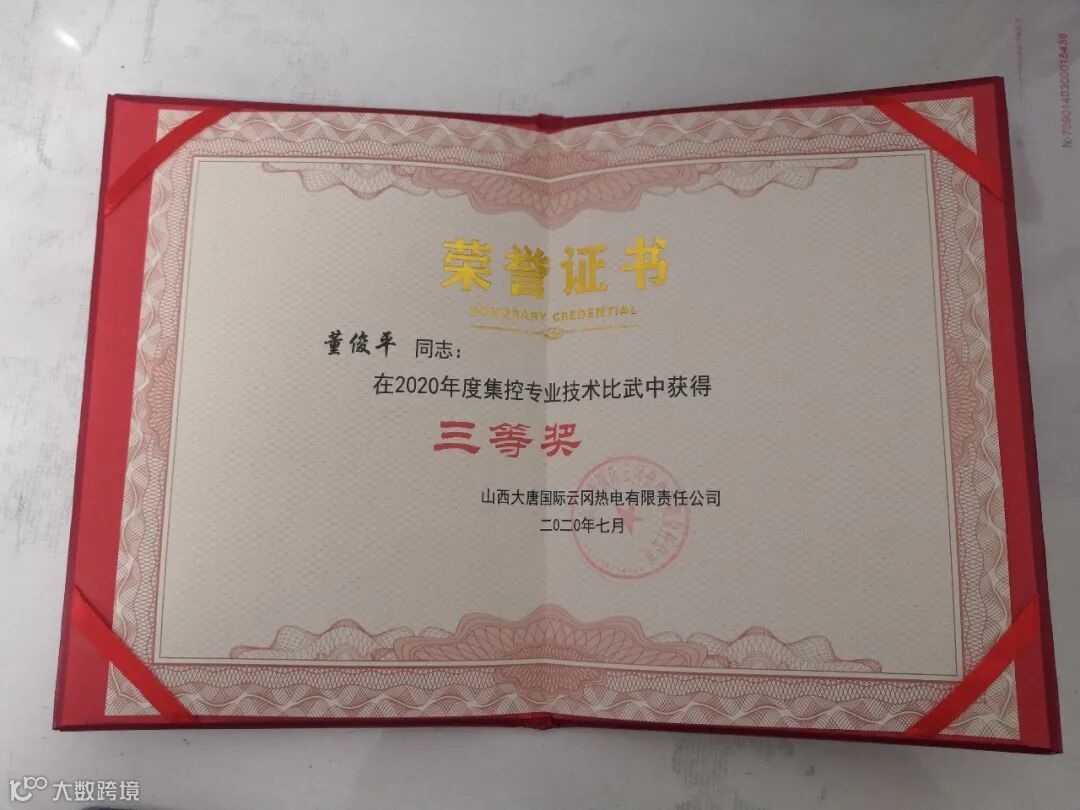 No709014D3000018438
荣誉证书
HONORARY CREDENTIAL
董俊平 同志：
在2020年度集控专业技术比武中获得
三等奖
山西大唐国际云冈热电有限责任公司
二0二0年七月
大数跨境